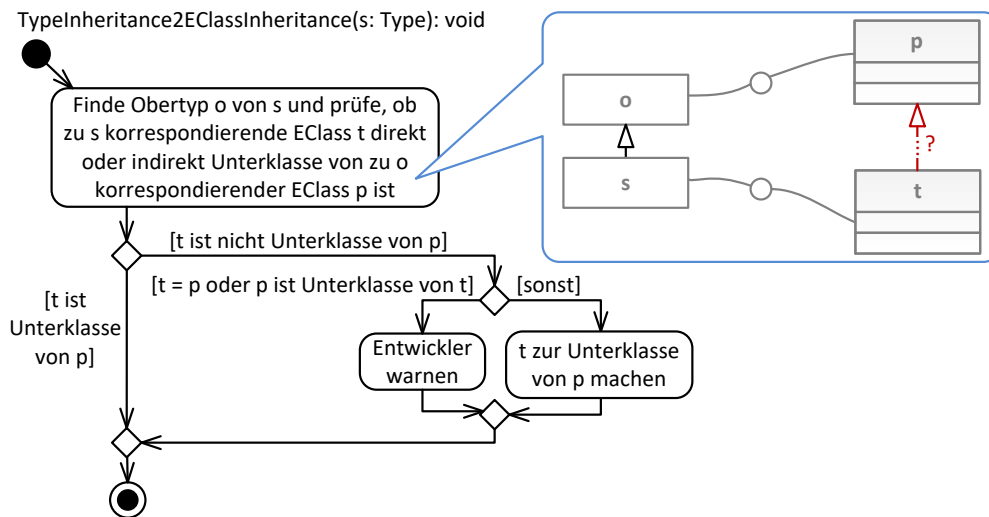 TypeInheritance2EClassInheritance(s: Type): void
Finde Obertyp o von s und prüfe, ob
zu s korrespondierende EClass t direkt
oder indirekt Unterklasse von zu o
korrespondierender EClass p ist
p
o
?
s
t
[t ist nicht Unterklasse von p]
[t = p oder p ist Unterklasse von t]
[sonst]
[t ist
Unterklasse
von p]
Entwickler
warnen
t zur Unterklasse
von p machen